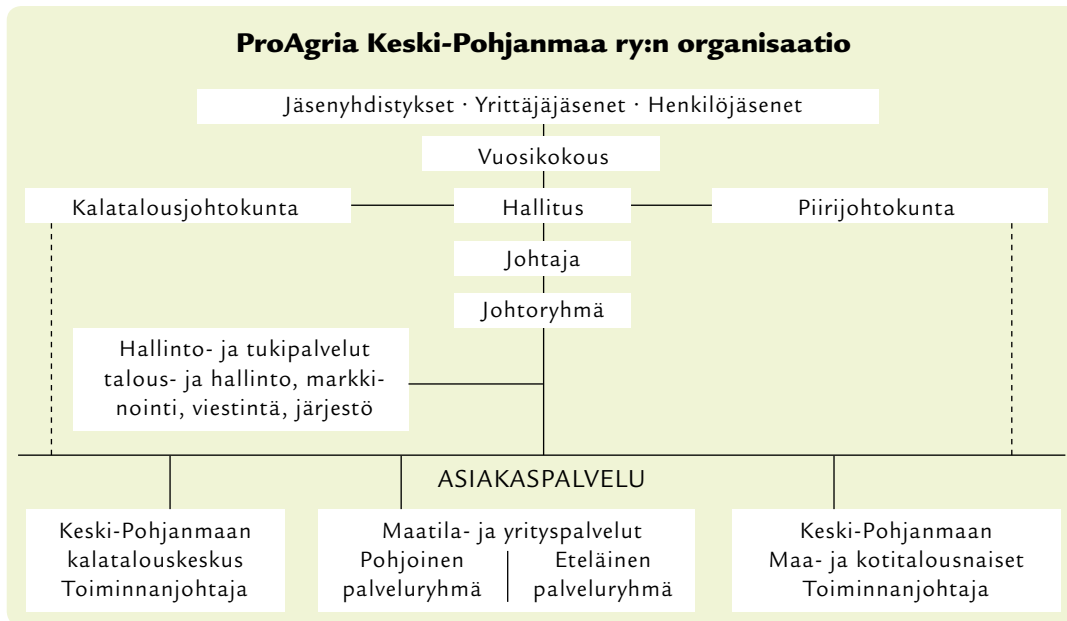 ProAgria Keski-Pohjanmaa ry:n organisaatio
Jäsenyhdistykset · Yrittäjäjäsenet · Henkilöjäsenet
Vuosikokous
Kalatalousjohtokunta
Hallitus
Piirijohtokunta
Johtaja
Johtoryhmä
Hallinto- ja tukipalvelut
talous- ja hallinto, markki-
nointi, viestintä, järjestö
ASIAKASPALVELU
Keski-Pohjanmaan
kalatalouskeskus
Toiminnanjohtaja
Maatila- ja yrityspalvelut
Pohjoinen
palveluryhmä
Eteläinen
palveluryhmä
Keski-Pohjanmaan
Maa- ja kotitalousnaiset
Toiminnanjohtaja